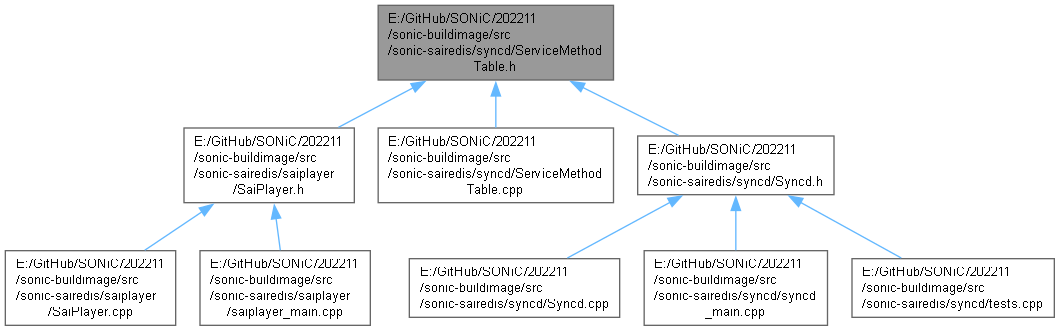 E:/GitHub/SONiC/202211
/sonic-buildimage/src
/sonic-sairedis/syncd/ServiceMethod
Table.h
E:/GitHub/SONiC/202211
/sonic-buildimage/src
/sonic-sairedis/saiplayer
/SaiPlayer.h
E:/GitHub/SONiC/202211
/sonic-buildimage/src
/sonic-sairedis/syncd/ServiceMethod
Table.cpp
E:/GitHub/SONiC/202211
/sonic-buildimage/src
/sonic-sairedis/syncd/Syncd.h
E:/GitHub/SONiC/202211
/sonic-buildimage/src
/sonic-sairedis/saiplayer
/SaiPlayer.cpp
E:/GitHub/SONiC/202211
/sonic-buildimage/src
/sonic-sairedis/saiplayer
/saiplayer_main.cpp
E:/GitHub/SONiC/202211
/sonic-buildimage/src
/sonic-sairedis/syncd/Syncd.cpp
E:/GitHub/SONiC/202211
/sonic-buildimage/src
/sonic-sairedis/syncd/syncd
_main.cpp
E:/GitHub/SONiC/202211
/sonic-buildimage/src
/sonic-sairedis/syncd/tests.cpp